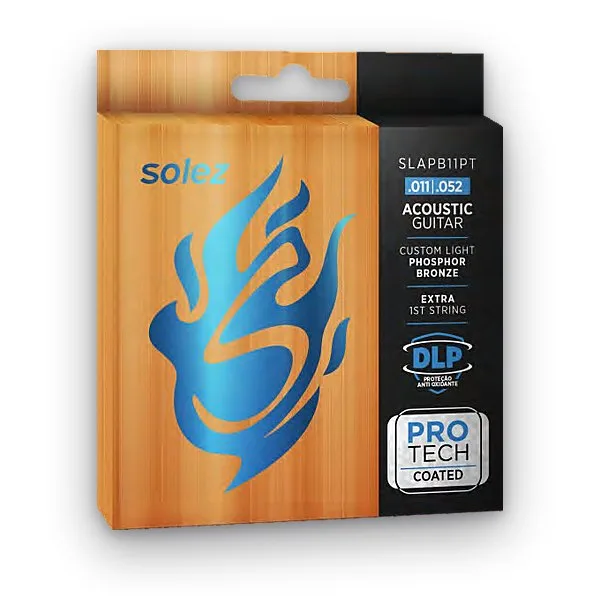 solez
SLAPB11PT
.011|.052
ACOUSTIC
GUITAR
CUSTOM LIGHT
PHOSPHOR
BRONZE
EXTRA
1ST STRING
DLP
PROTEÇÃO
ANTI OXIDANTE
PRO
TECH
COATED